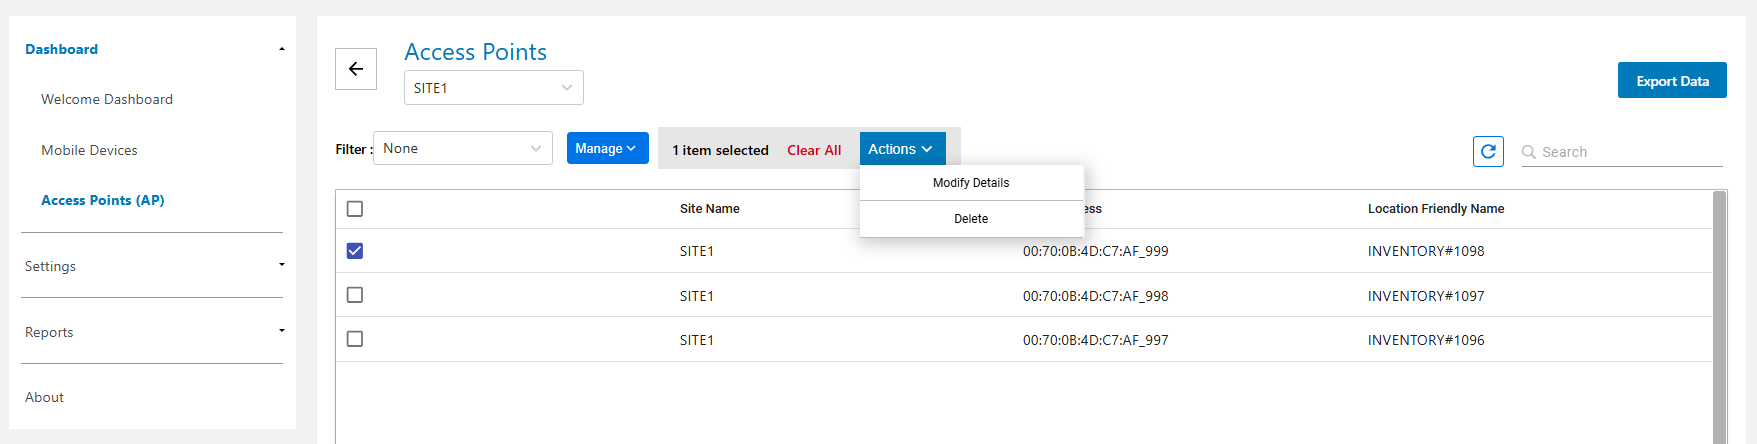 Dashboard
Welcome Dashboard
Mobile Devices
Access Points (AP)
Settings
Reports
About
Access Points
SITE1
Export Data
Filter : None Manage 1 item selected Clear All Actions Search
Modify Details
Delete
Site Name Location Friendly Name
SITE1 00:70:0B:4D:C7:AF_999 INVENTORY#1098
SITE1 00:70:0B:4D:C7:AF_998 INVENTORY#1097
SITE1 00:70:0B:4D:C7:AF_997 INVENTORY#1096